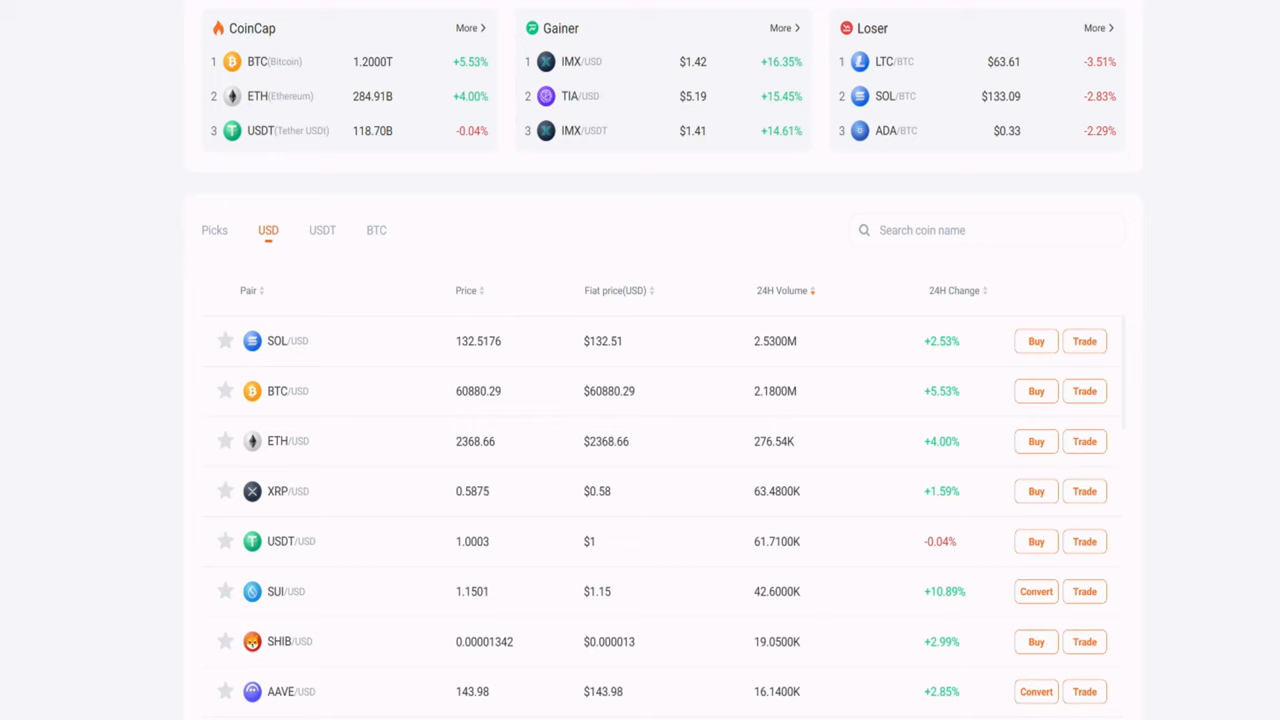 CoinCap More >
1 BTC(Bitcoin) 1.2000T +5.53%
2 ETH(Ethereum) 284.91B +4.00%
3 USDT(Tether USDt) 118.70B -0.04%
Gainer More >
1 IMX/USD $1.42 +16.35%
2 TIA/USD $5.19 +15.45%
3 IMX/USDT $1.41 +14.61%
Loser More >
1 LTC/BTC $63.61 -3.51%
2 SOL/BTC $133.09 -2.83%
3 ADA/BTC $0.33 -2.29%
Picks USD USDT BTC Search coin name
Pair Price Fiat price(USD) 24H Volume 24H Change
SOL/USD 132.5176 $132.51 2.5300M +2.53% Buy Trade
BTC/USD 60880.29 $60880.29 2.1800M +5.53% Buy Trade
ETH/USD 2368.66 $2368.66 276.54K +4.00% Buy Trade
XRP/USD 0.5875 $0.58 63.4800K +1.59% Buy Trade
USDT/USD 1.0003 $1 61.7100K -0.04% Buy Trade
SUI/USD 1.1501 $1.15 42.6000K +10.89% Convert Trade
SHIB/USD 0.00001342 $0.000013 19.0500K +2.99% Buy Trade
AAVE/USD 143.98 $143.98 16.1400K +2.85% Convert Trade